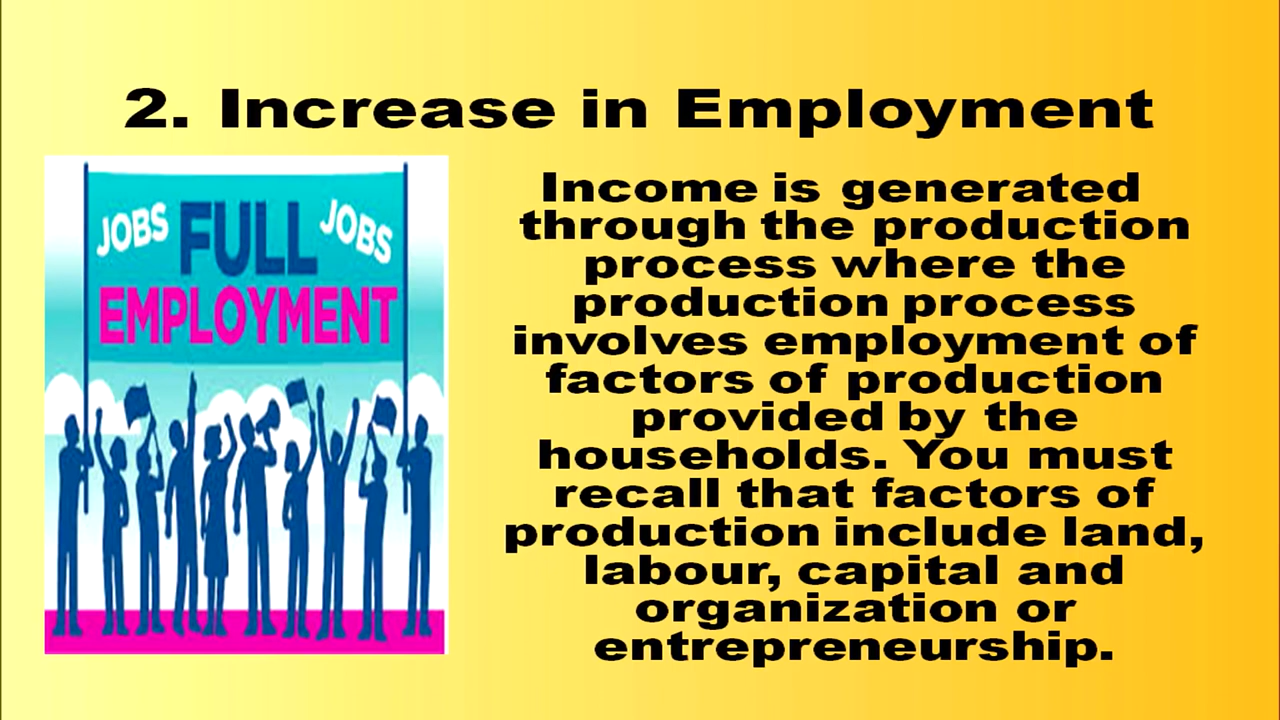 2. Increase in Employment
JOBS FULL JOBS
EMPLOYMENT
Income is generated
through the production
process where the
production process
involves employment of
factors of production
provided by the
households. You must
recall that factors of
production include land,
labour, capital and
organization or
entrepreneurship.